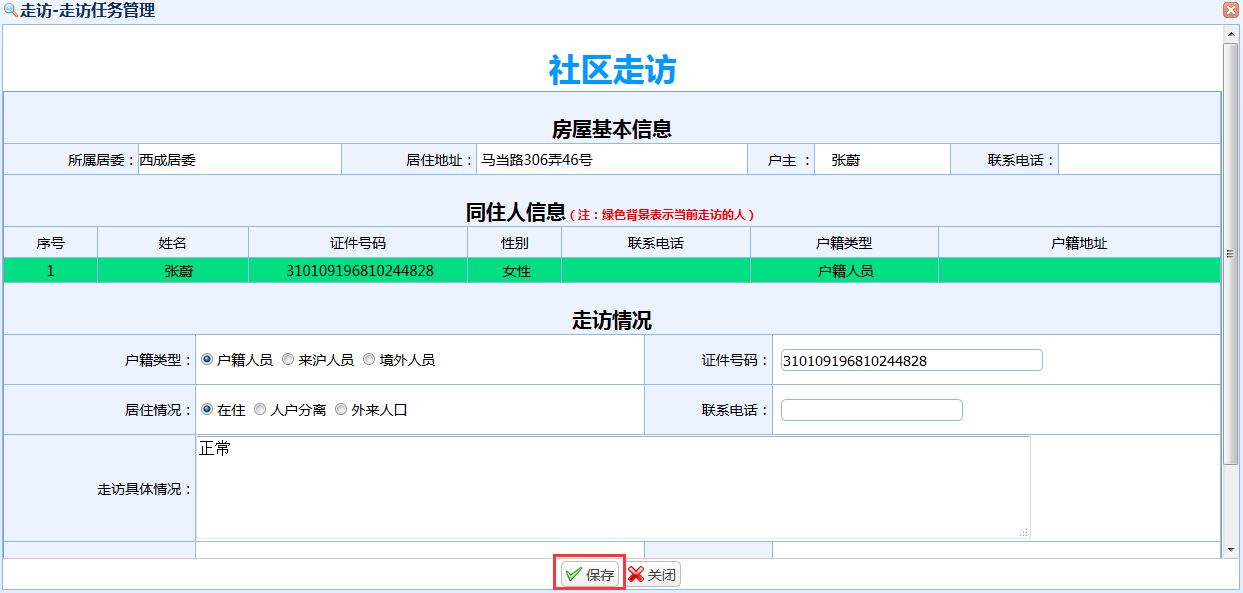 走访-走访任务管理
社区走访
房屋基本信息
所属居委： 西成居委 居住地址： 马当路306弄46号 户主 ： 张蔚 联系电话：
同住人信息（注：绿色背景表示当前走访的人）
序号 姓名 证件号码 性别 联系电话 户籍类型 户籍地址
1 张蔚 310109196810244828 女性 户籍人员
走访情况
户籍类型： 户籍人员 来沪人员 境外人员 证件号码： 310109196810244828
居住情况： 在住 人户分离 外来人口 联系电话：
正常
走访具体情况：
保存 关闭